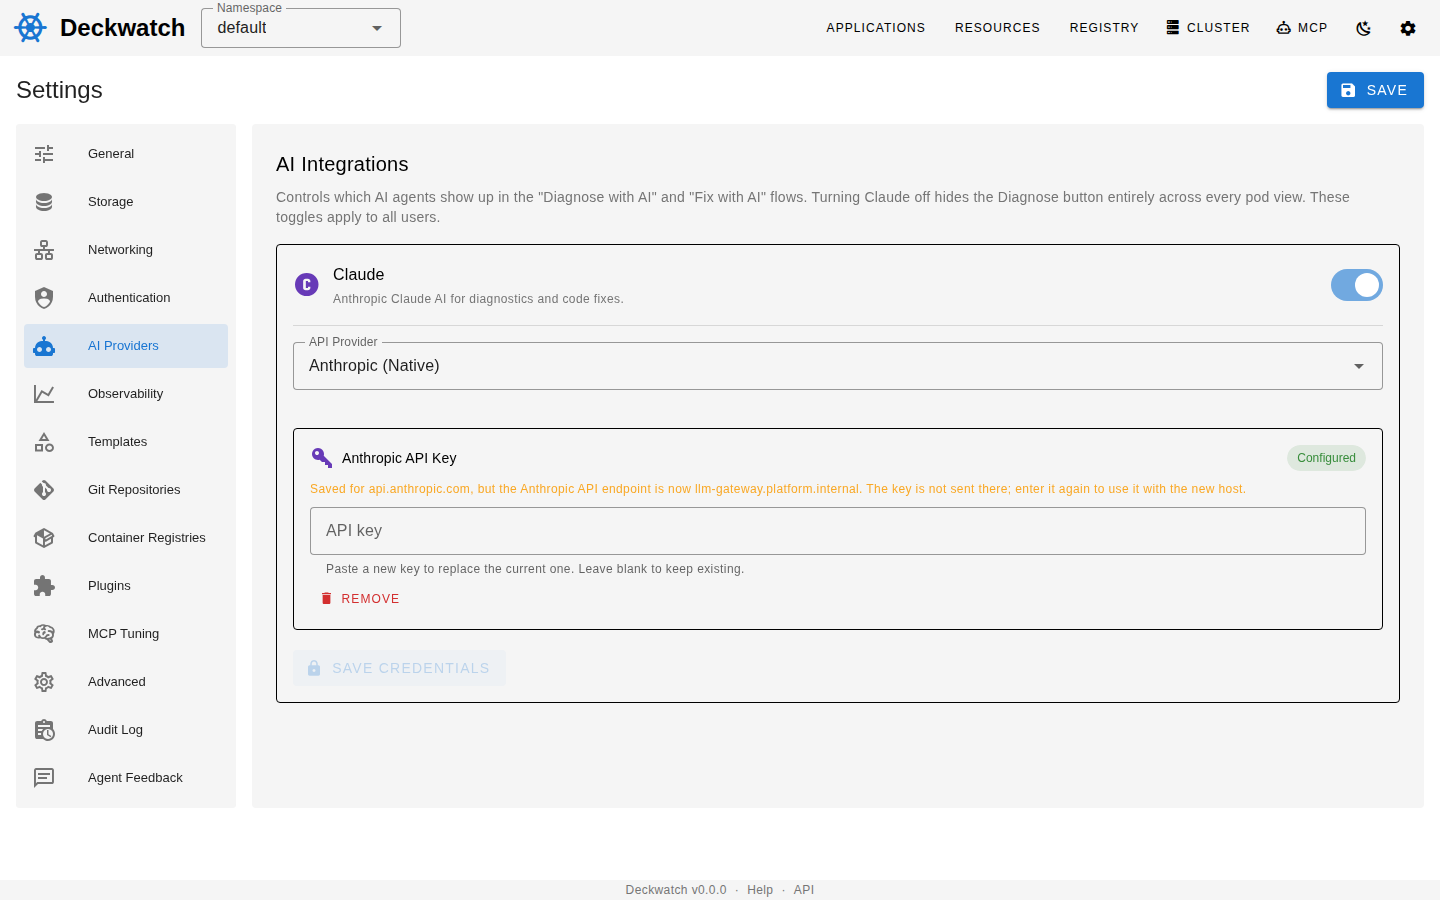 Deckwatch
Namespace
default
APPLICATIONS
RESOURCES
REGISTRY
CLUSTER
MCP
Settings
SAVE
General
Storage
Networking
Authentication
AI Providers
Observability
Templates
Git Repositories
Container Registries
Plugins
MCP Tuning
Advanced
Audit Log
Agent Feedback
AI Integrations
Controls which AI agents show up in the "Diagnose with AI" and "Fix with AI" flows. Turning Claude off hides the Diagnose button entirely across every pod view. These
toggles apply to all users.
C
Claude
Anthropic Claude AI for diagnostics and code fixes.
API Provider
Anthropic (Native)
Anthropic API Key
Configured
Saved for api.anthropic.com, but the Anthropic API endpoint is now llm-gateway.platform.internal. The key is not sent there; enter it again to use it with the new host.
API key
Paste a new key to replace the current one. Leave blank to keep existing.
REMOVE
SAVE CREDENTIALS
Deckwatch v0.0.0 · Help · API